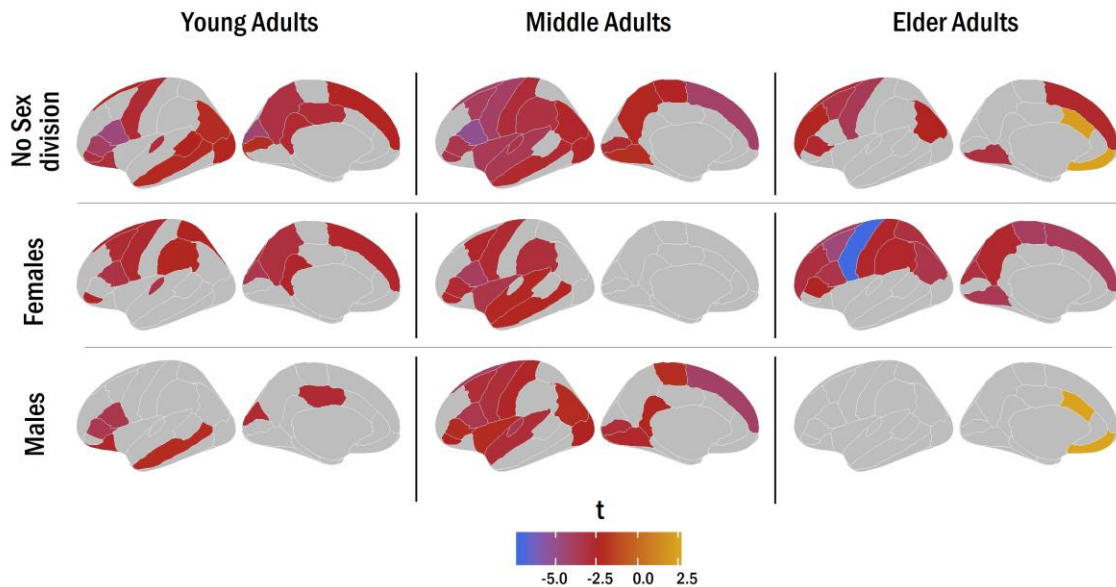 Young Adults
Middle Adults
Elder Adults
No Sex
division
Females
Males
t
-5.0
-2.5
0.0
2.5